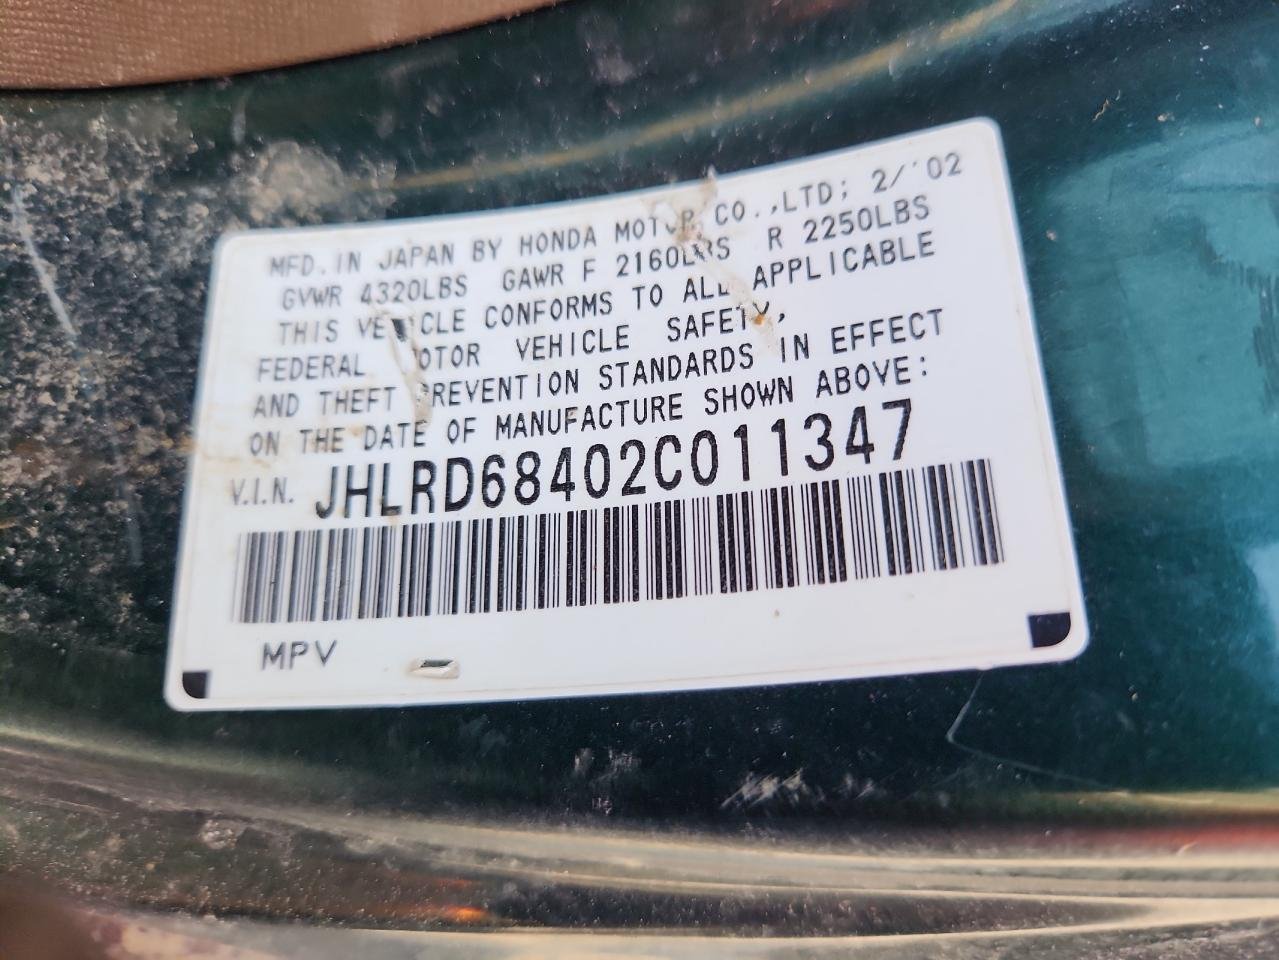 MFD. IN JAPAN BY HONDA MOTOR CO.,LTD; 2/'02
GVWR 4320LBS GAWR F 2160LBS R 2250LBS
THIS VEHICLE CONFORMS TO ALL APPLICABLE
FEDERAL MOTOR VEHICLE SAFETY,
AND THEFT PREVENTION STANDARDS IN EFFECT
ON THE DATE OF MANUFACTURE SHOWN ABOVE:
V.I.N. JHLRD68402C011347
MPV